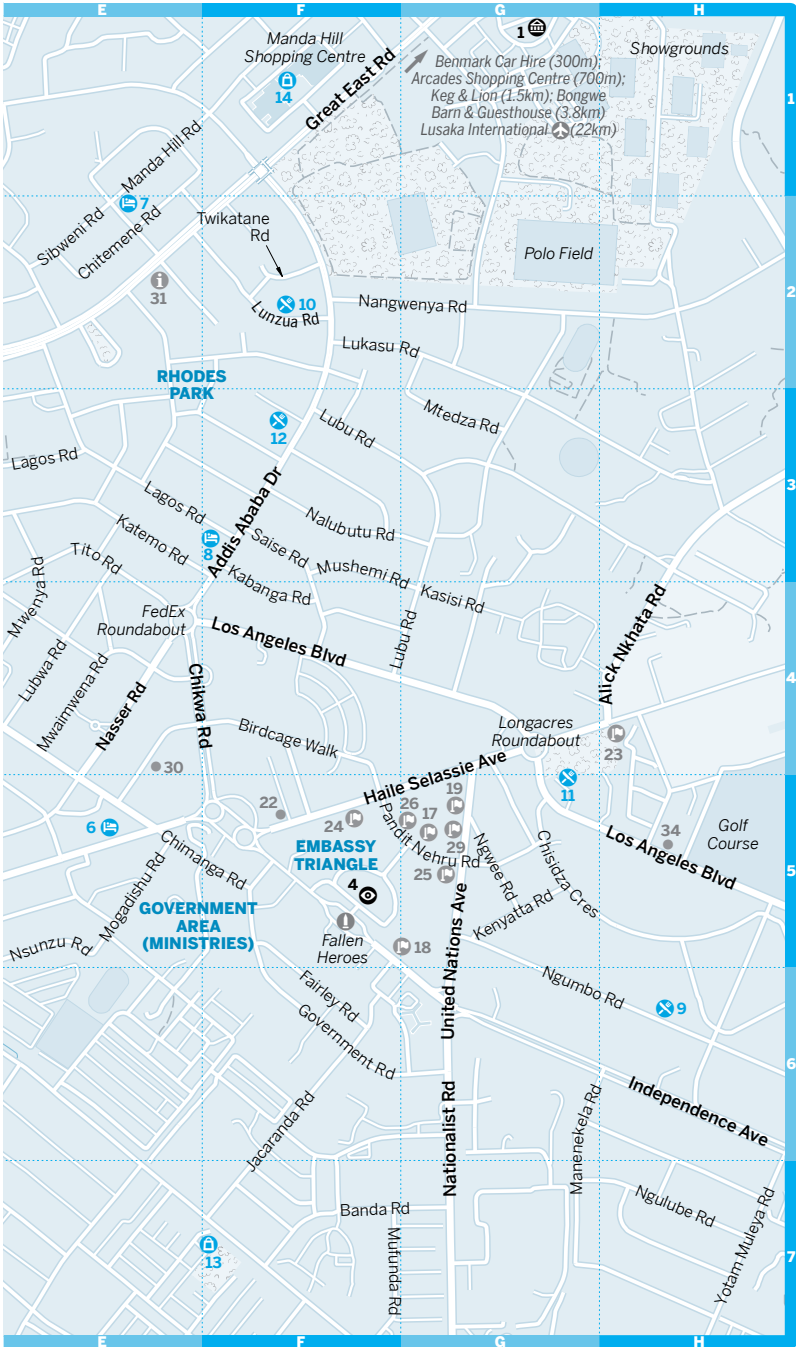 E F G H
Manda Hill
Shopping Centre
14
Great East Rd
1
Benmark Car Hire (300m);
Arcades Shopping Centre (700m);
Keg & Lion (1.5km); Bongwe
Barn & Guesthouse (3.8km)
Lusaka International (22km)
Showgrounds
1
Manda Hill Rd
7
Sibweni Rd
Chitemene Rd
31
Twikatane
Rd
10
Lunzua Rd
Nangwenya Rd
Polo Field
2
Lukasu Rd
RHODES
PARK
12
Lubu Rd
Mtedza Rd
Lagos Rd
3
Lagos Rd
Addis Ababa Dr
Nalubutu Rd
Katemo Rd
8
Saise Rd
Mushemi Rd
Tito Rd
Kabanga Rd
Kasisi Rd
Mwenya Rd
FedEx
Roundabout
Los Angeles Blvd
Lubu Rd
Alick Nkhata Rd
4
Lubwa Rd
Mwaimwena Rd
Nasser Rd
Chikwa Rd
Birdcage Walk
Longacres
Roundabout
23
30
Haile Selassie Ave
11
22
24
26
17
19
29
6
EMBASSY
TRIANGLE
Pandit Nehru Rd
25
Ngwee Rd
Los Angeles Blvd
34
Golf
Course
5
Chimanga Rd
Mogadishu Rd
4
Chisidza Cres
Kenyatta Rd
GOVERNMENT
AREA
(MINISTRIES)
Fallen
Heroes
18
United Nations Ave
Nsunzu Rd
Ngumbo Rd
9
Fairley Rd
Government Rd
6
Independence Ave
Jacaranda Rd
Nationalist Rd
Manenekela Rd
Banda Rd
Ngulube Rd
Mufunda Rd
Yotam Muleya Rd
13
7
E F G H